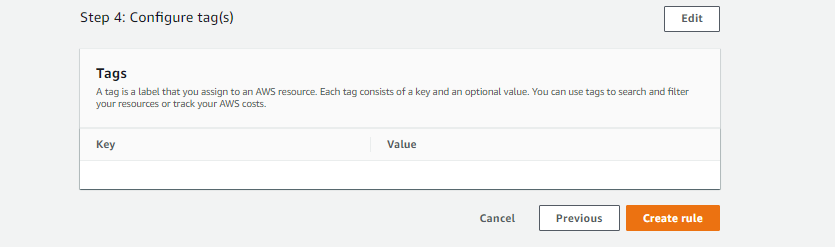 Step 4: Configure tag(s)
Edit
Tags
A tag is a label that you assign to an AWS resource. Each tag consists of a key and an optional value. You can use tags to search and filter
your resources or track your AWS costs.
Key
Value
Cancel
Previous
Create rule